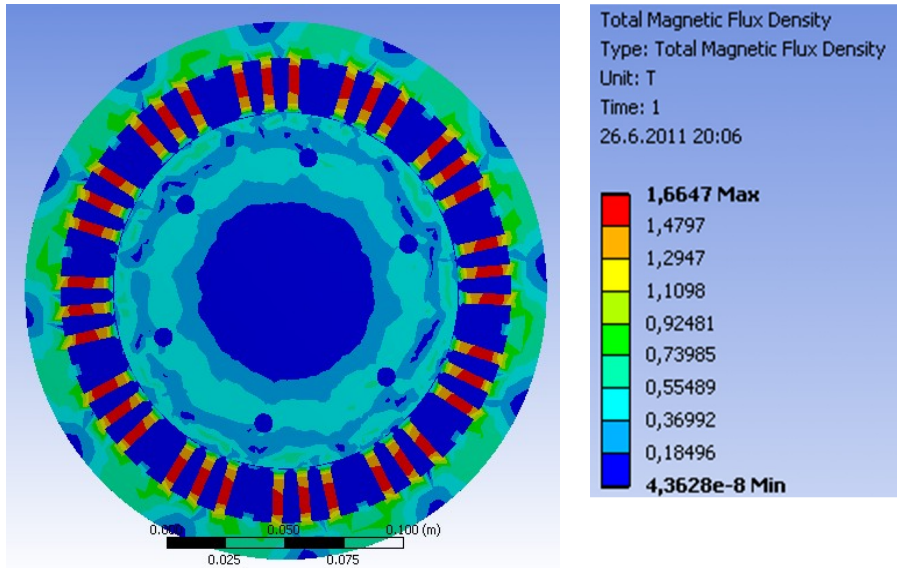 Total Magnetic Flux Density
Type: Total Magnetic Flux Density
Unit: T
Time: 1
26.6.2011 20:06
1,6647 Max
1,4797
1,2947
1,1098
0,92481
0,73985
0,55489
0,36992
0,18496
4,3628e-8 Min
0.050 0.100 (m)
0.025 0.075